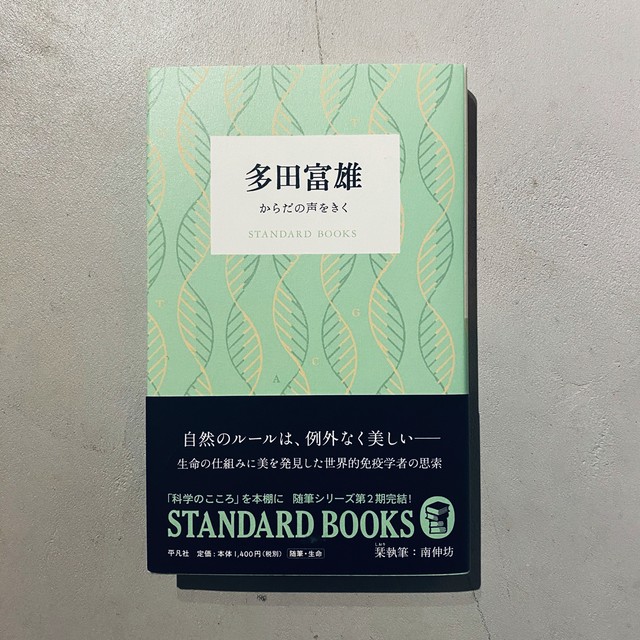 多田富雄
からだの声をきく
STANDARD BOOKS
T
G
C
A
自然のルールは、例外なく美しい——
生命の仕組みに美を発見した世界的免疫学者の思索
「科学のこころ」を本棚に 随筆シリーズ第2期完結!
STANDARD BOOKS
平凡社 定価:本体1,400円(税別) 随筆・生命
しおり
栞執筆:南伸坊